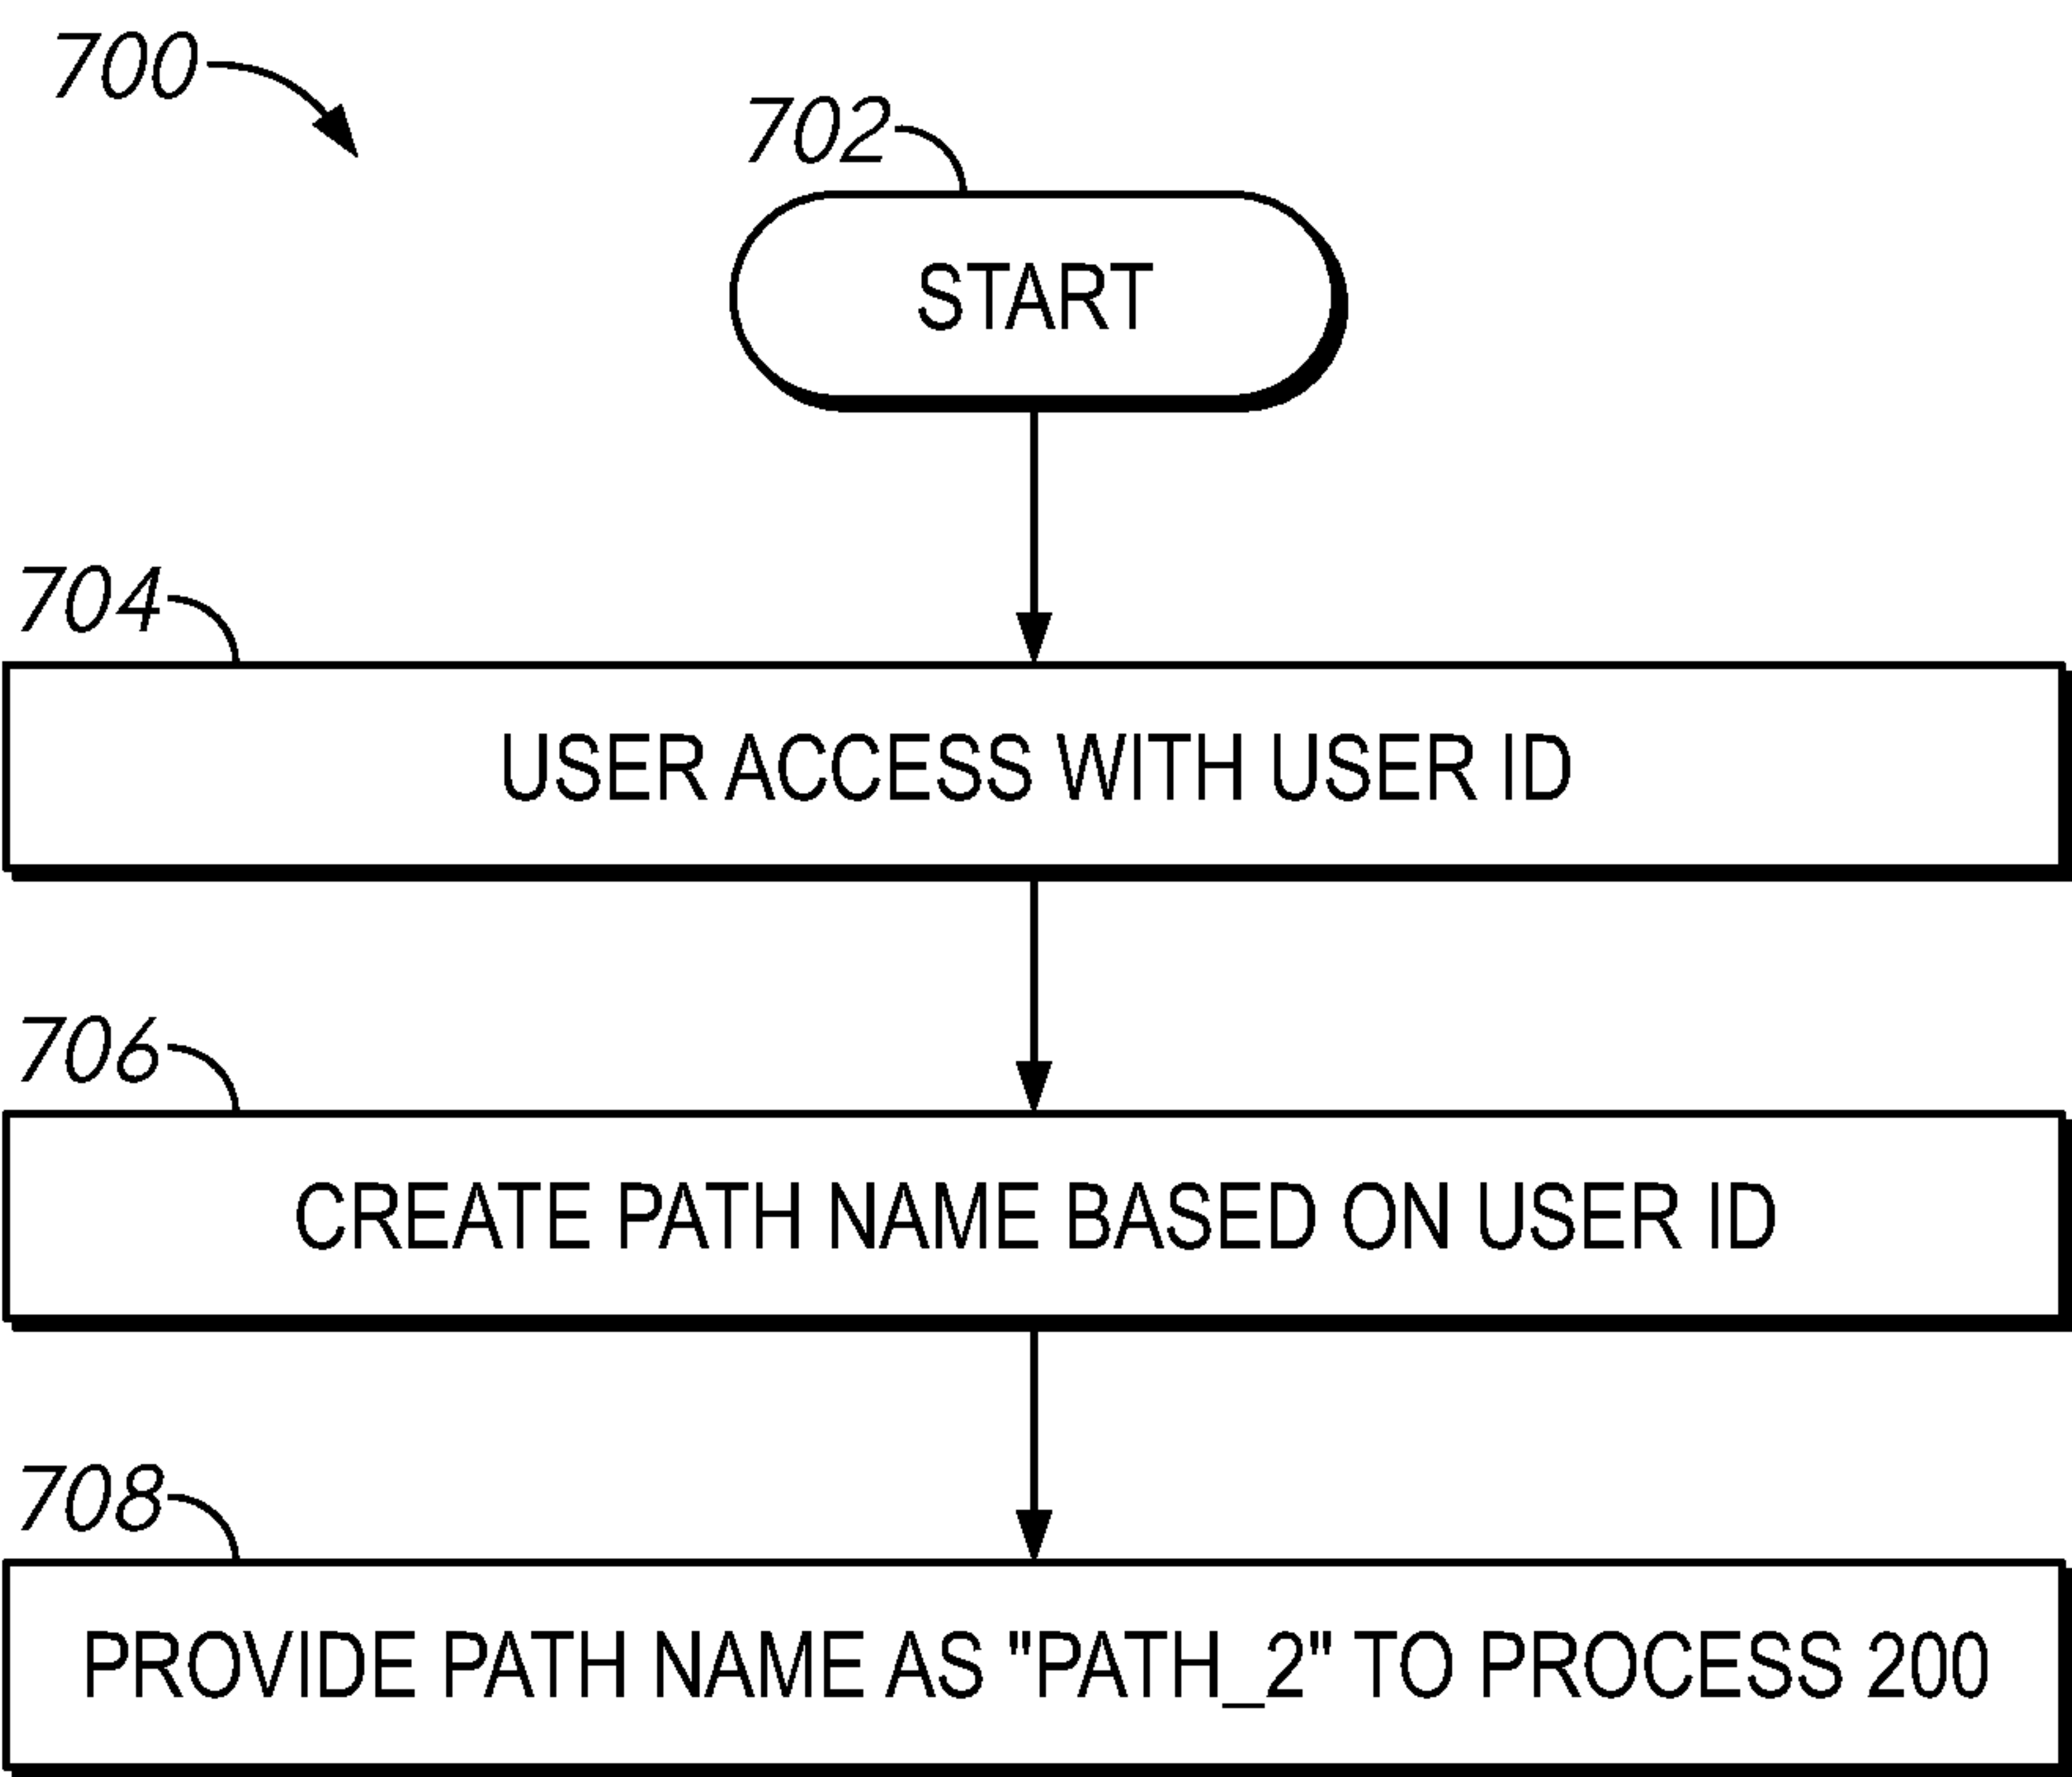 700
702
START
704
USER ACCESS WITH USER ID
706
CREATE PATH NAME BASED ON USER ID
708
PROVIDE PATH NAME AS "PATH_2" TO PROCESS 200